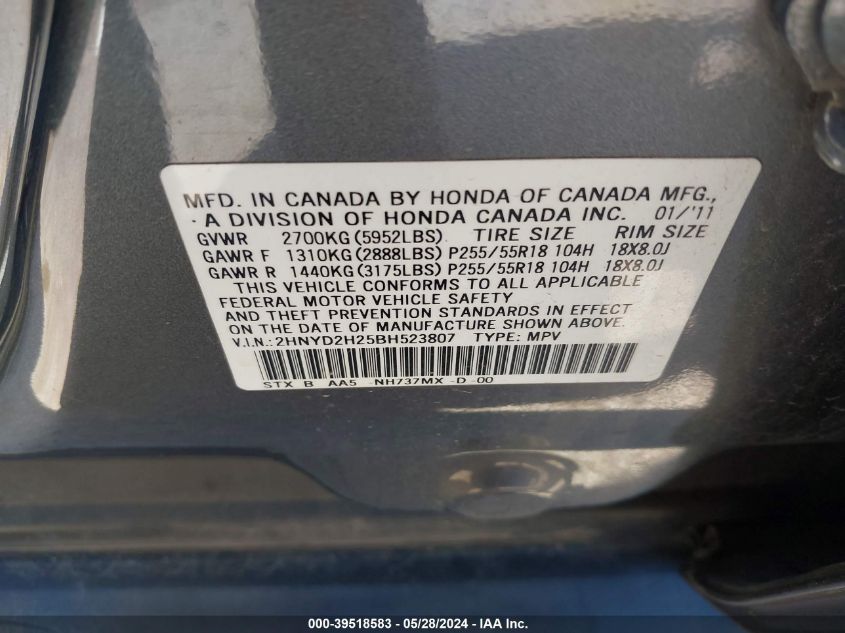 MFD. IN CANADA BY HONDA OF CANADA MFG.,
A DIVISION OF HONDA CANADA INC. 01/'11
GVWR 2700KG(5952LBS) TIRE SIZE RIM SIZE
GAWR F 1310KG(2888LBS) P255/55R18 104H 18X8.0J
GAWR R 1440KG(3175LBS) P255/55R18 104H 18X8.0J
THIS VEHICLE CONFORMS TO ALL APPLICABLE
FEDERAL MOTOR VEHICLE SAFETY
AND THEFT PREVENTION STANDARDS IN EFFECT
ON THE DATE OF MANUFACTURE SHOWN ABOVE.
V.I.N.: 2HNYD2H25BH523807 TYPE: MPV
STX B AA5 NH737MX -D -00
000-39518583 - 05/28/2024 - IAA Inc.